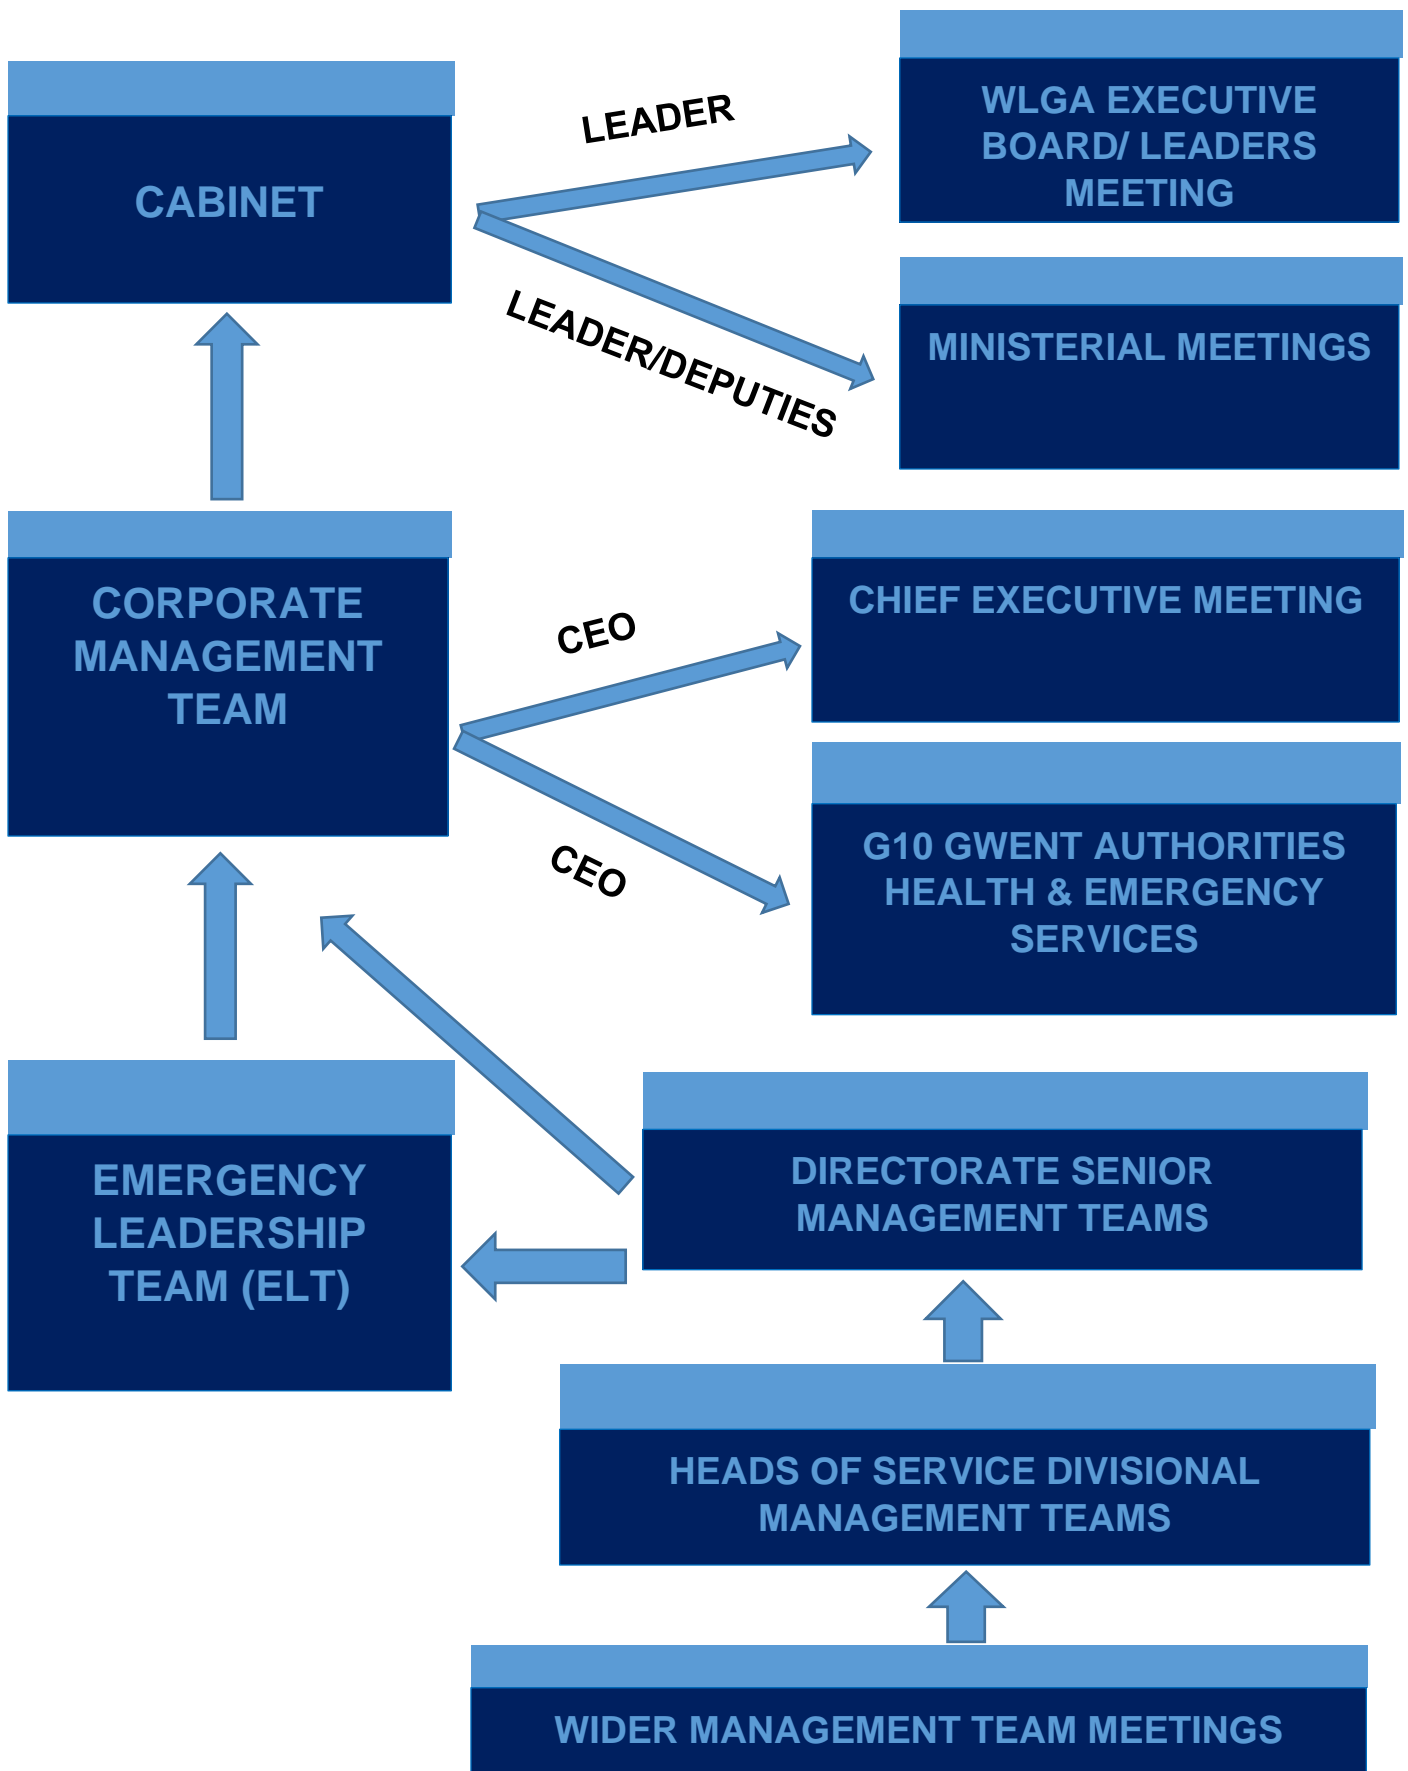 CABINET
LEADER
WLGA EXECUTIVE
BOARD/ LEADERS
MEETING
LEADER/DEPUTIES
MINISTERIAL MEETINGS
CORPORATE
MANAGEMENT
TEAM
CEO
CHIEF EXECUTIVE MEETING
CEO
G10 GWENT AUTHORITIES
HEALTH & EMERGENCY
SERVICES
EMERGENCY
LEADERSHIP
TEAM (ELT)
DIRECTORATE SENIOR
MANAGEMENT TEAMS
HEADS OF SERVICE DIVISIONAL
MANAGEMENT TEAMS
WIDER MANAGEMENT TEAM MEETINGS